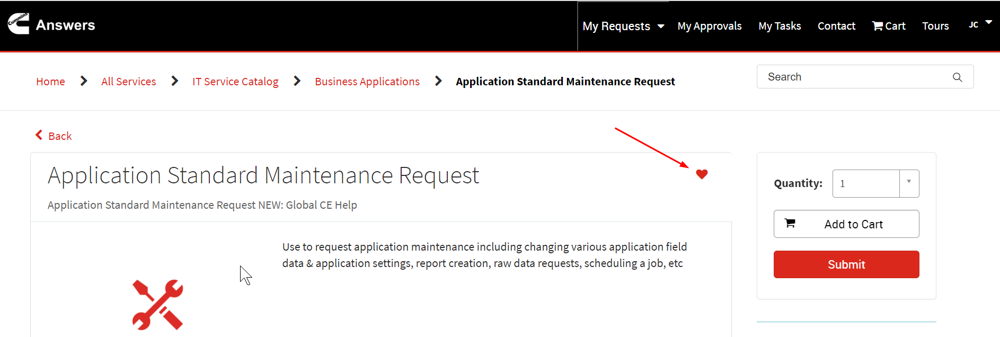 Cummins
Answers
My Requests
My Approvals
My Tasks
Contact
Cart
Tours
JC
Home
All Services
IT Service Catalog
Business Applications
Application Standard Maintenance Request
Search
Back
Application Standard Maintenance Request
Application Standard Maintenance Request NEW: Global CE Help
Use to request application maintenance including changing various application field
data & application settings, report creation, raw data requests, scheduling a job, etc
Quantity:
1
Add to Cart
Submit